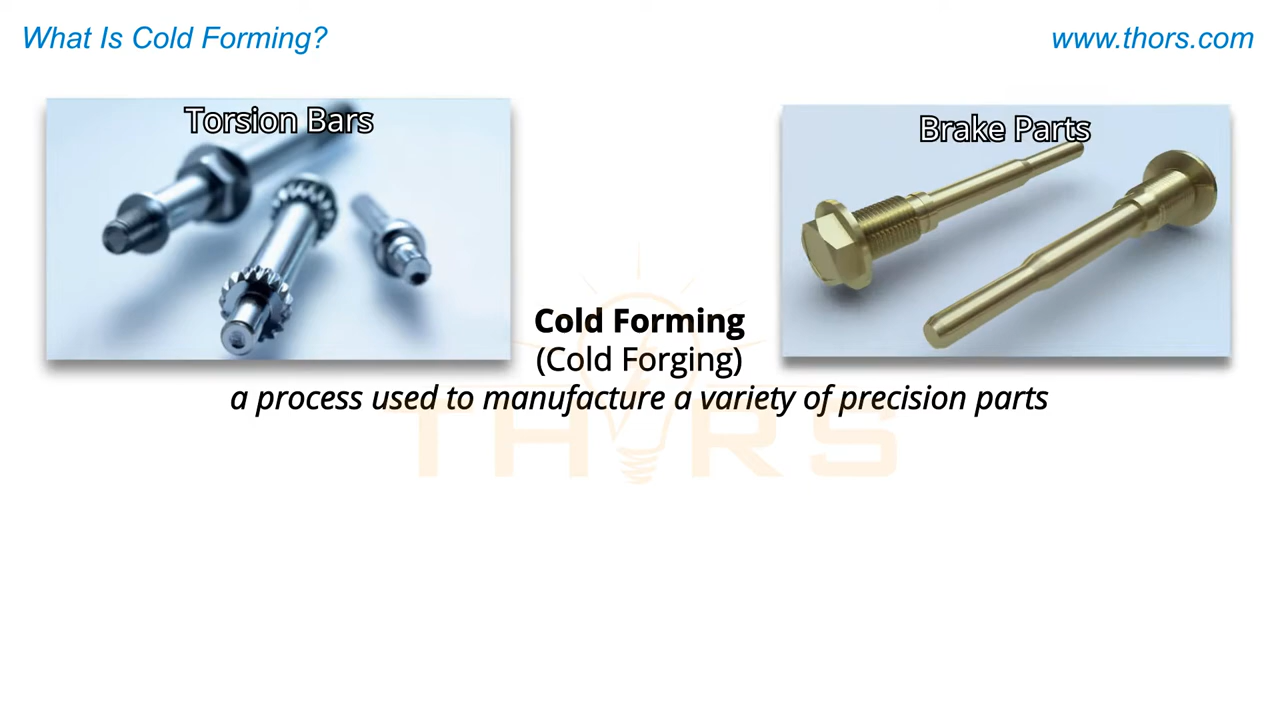 What Is Cold Forming?
www.thors.com
Torsion Bars
Brake Parts
Cold Forming
(Cold Forging)
a process used to manufacture a variety of precision parts
THORS